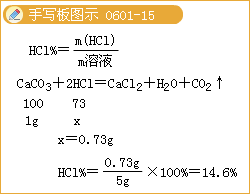 手写板图示 0601-15
HCl%=m(HCl)/m溶液
CaCO₃+2HCl=CaCl₂+H₂O+CO₂↑
100 73
1g x
x=0.73g
HCl%=0.73g/5g×100%=14.6%